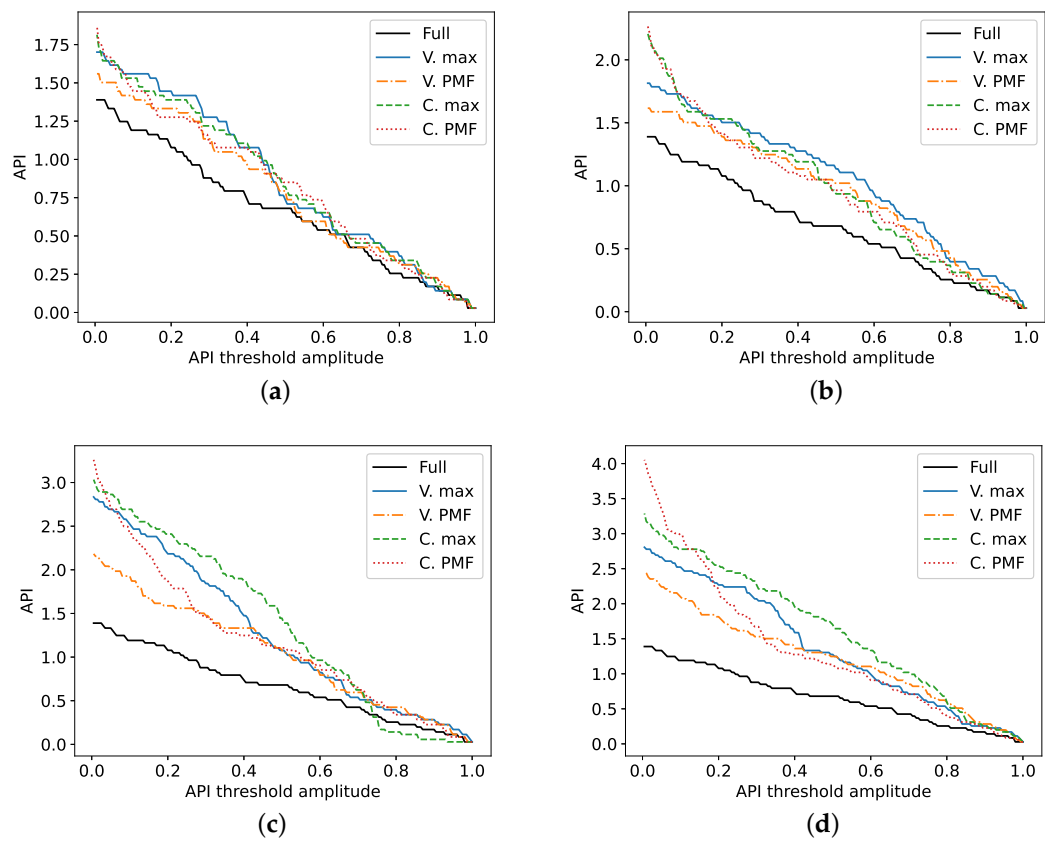 1.75
1.50
1.25
1.00
0.75
0.50
0.25
0.00
API
0.0 0.2 0.4 0.6 0.8 1.0
API threshold amplitude
Full
V. max
V. PMF
C. max
C. PMF
(a)
2.0
1.5
1.0
0.5
0.0
API
0.0 0.2 0.4 0.6 0.8 1.0
API threshold amplitude
Full
V. max
V. PMF
C. max
C. PMF
(b)
3.0
2.5
2.0
1.5
1.0
0.5
0.0
API
0.0 0.2 0.4 0.6 0.8 1.0
API threshold amplitude
Full
V. max
V. PMF
C. max
C. PMF
(c)
4.0
3.5
3.0
2.5
2.0
1.5
1.0
0.5
0.0
API
0.0 0.2 0.4 0.6 0.8 1.0
API threshold amplitude
Full
V. max
V. PMF
C. max
C. PMF
(d)